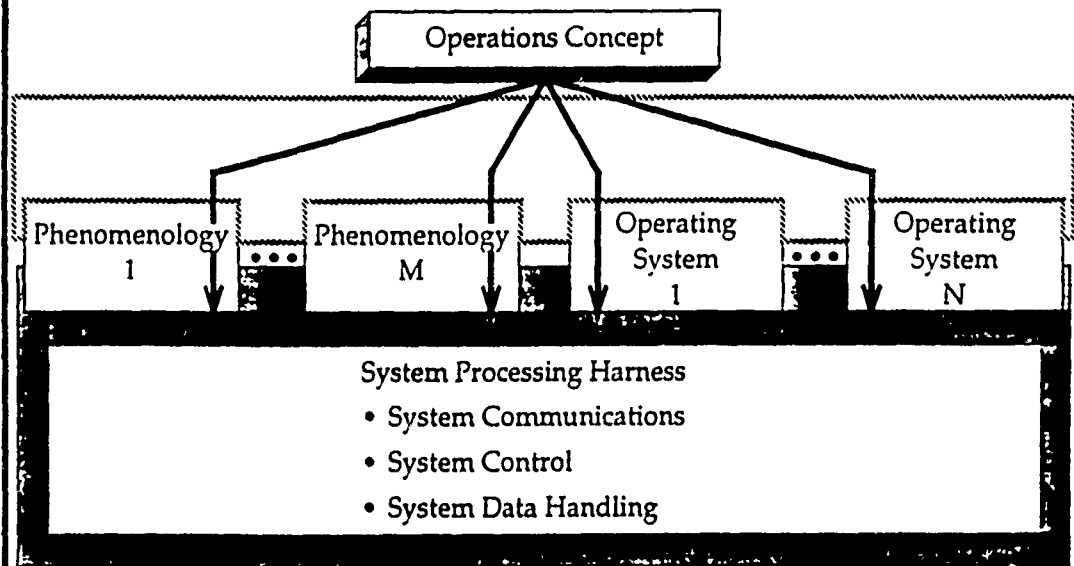 Operations Concept
Phenomenology
1
Phenomenology
M
Operating
System
1
Operating
System
N
System Processing Harness
• System Communications
• System Control
• System Data Handling